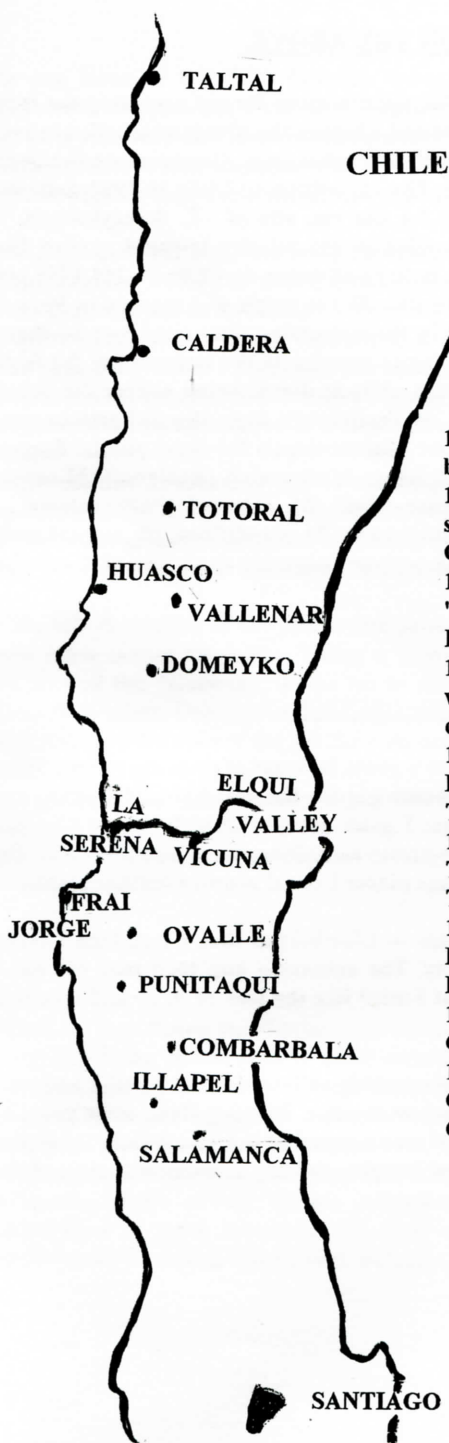 TALTAL
CHILE
CALDERA
TOTORAL
HUASCO
VALLENAR
DOMEYKO
ELQUI
LA
VALLEY
SERENA
VICUNA
FRAI
JORGE
OVALLE
PUNITAQUI
COMBARBALA
ILLAPEL
SALAMANCA
SANTIAGO